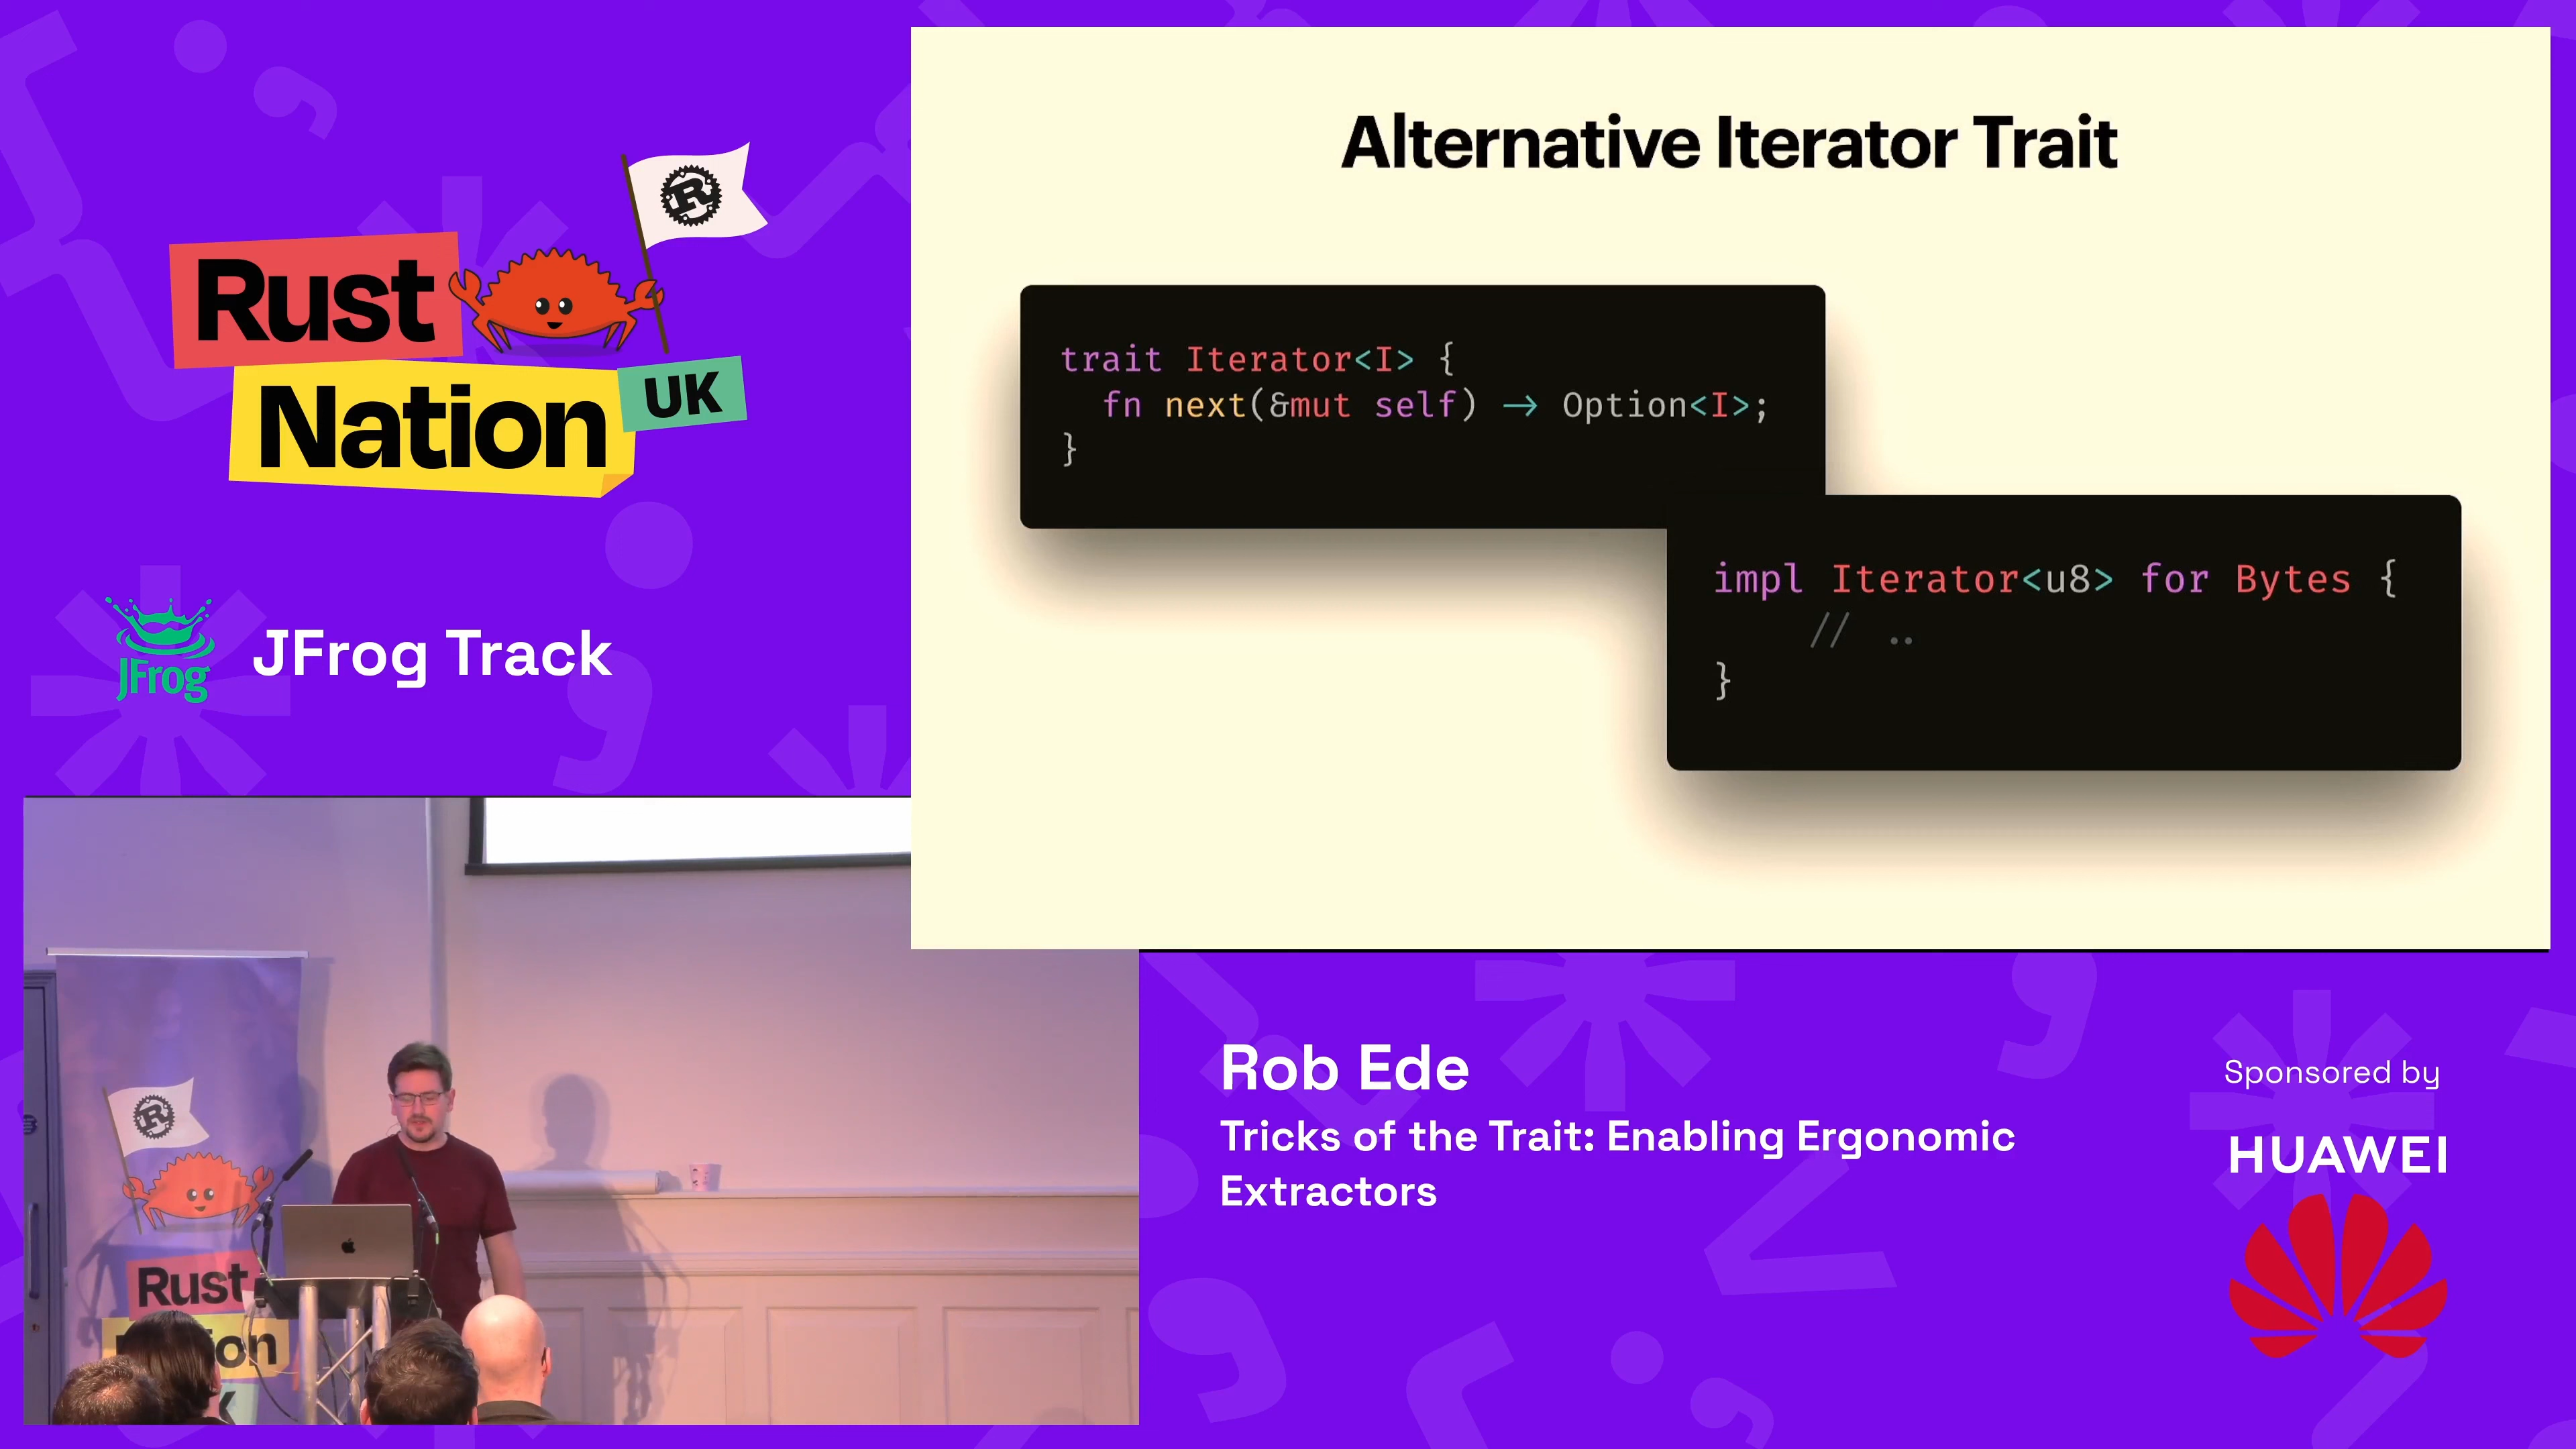 Rust
Nation
UK
JFrog
JFrog Track
Alternative Iterator Trait
trait Iterator<I> {
  fn next(&mut self) → Option<I>;
}
impl Iterator<u8> for Bytes {
    // ..
}
Rob Ede
Tricks of the Trait: Enabling Ergonomic
Extractors
Sponsored by
HUAWEI
R
R
Rust